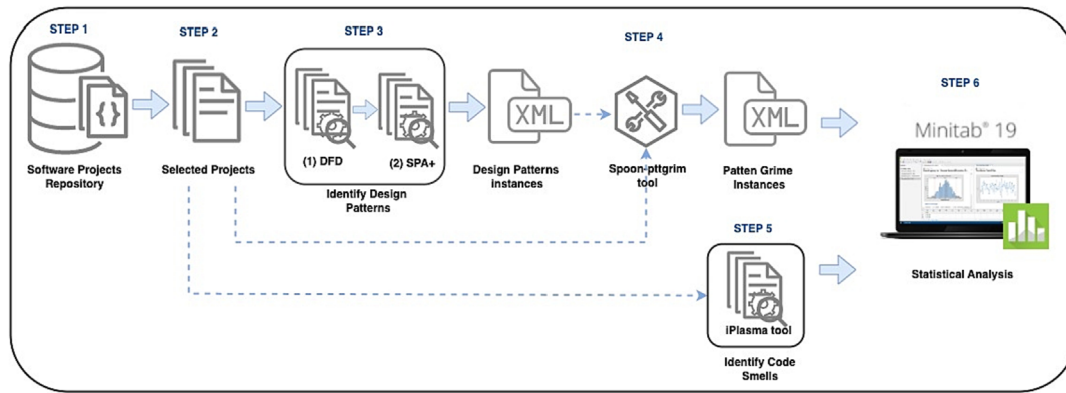 STEP 1
STEP 2
STEP 3
STEP 4
STEP 5
STEP 6
{}
Software Projects
Repository
Selected Projects
(1) DFD
(2) SPA+
Identify Design
Patterns
XML
Design Patterns
instances
Spoon-pttgrim
tool
XML
Patten Grime
Instances
iPlasma tool
Identify Code
Smells
Minitab® 19
Statistical Analysis